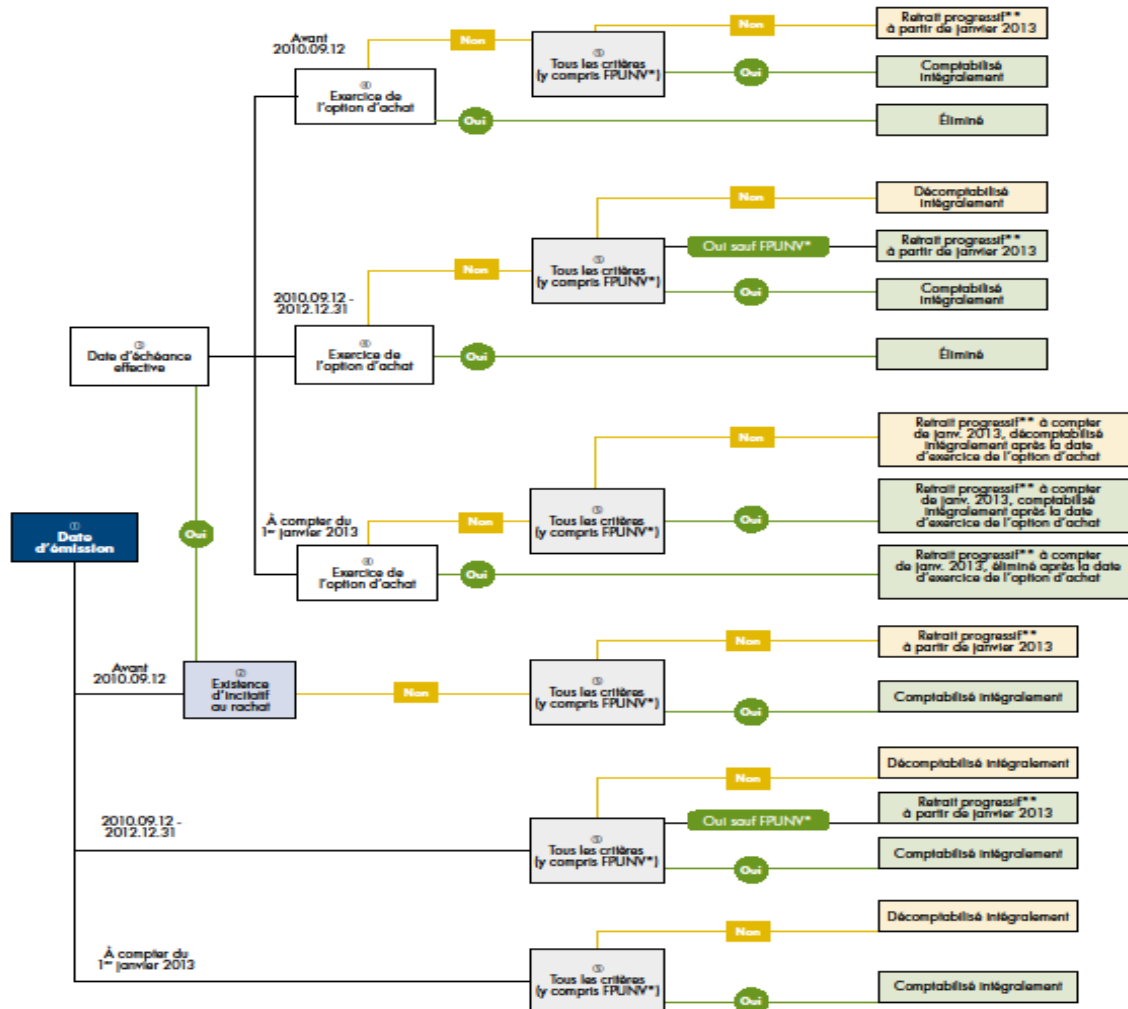 Avant
2010.09.12
Non
Non
Retrait progressif**
à partir de janvier 2013
⑤
Tous les critères
(y compris FPUNV*)
Oui
Comptabilisé
intégralement
④
Exercice de
l'option d'achat
Oui
Éliminé
Non
Décomptabilisé
intégralement
2010.09.12 -
2012.12.31
Non
⑤
Tous les critères
(y compris FPUNV*)
Oui sauf FPUNV*
Retrait progressif**
à partir de janvier 2013
Oui
Comptabilisé
intégralement
③
Date d'échéance
effective
④
Exercice de
l'option d'achat
Oui
Éliminé
Non
Retrait progressif** à compter
de janv. 2013, décomptabilisé
intégralement après la date
d'exercice de l'option d'achat
À compter du
1er janvier 2013
Non
⑤
Tous les critères
(y compris FPUNV*)
Oui
Retrait progressif** à compter
de janv. 2013, comptabilisé
intégralement après la date
d'exercice de l'option d'achat
①
Date
d'émission
Oui
④
Exercice de
l'option d'achat
Oui
Retrait progressif** à compter
de janv. 2013, éliminé après la date
d'exercice de l'option d'achat
Avant
2010.09.12
②
Existence
d'incitatif
au rachat
Non
⑤
Tous les critères
(y compris FPUNV*)
Non
Retrait progressif**
à partir de janvier 2013
Oui
Comptabilisé intégralement
2010.09.12 -
2012.12.31
⑤
Tous les critères
(y compris FPUNV*)
Non
Décomptabilisé intégralement
Oui sauf FPUNV*
Retrait progressif**
à partir de janvier 2013
Oui
Comptabilisé intégralement
À compter du
1er janvier 2013
⑤
Tous les critères
(y compris FPUNV*)
Non
Décomptabilisé intégralement
Oui
Comptabilisé intégralement